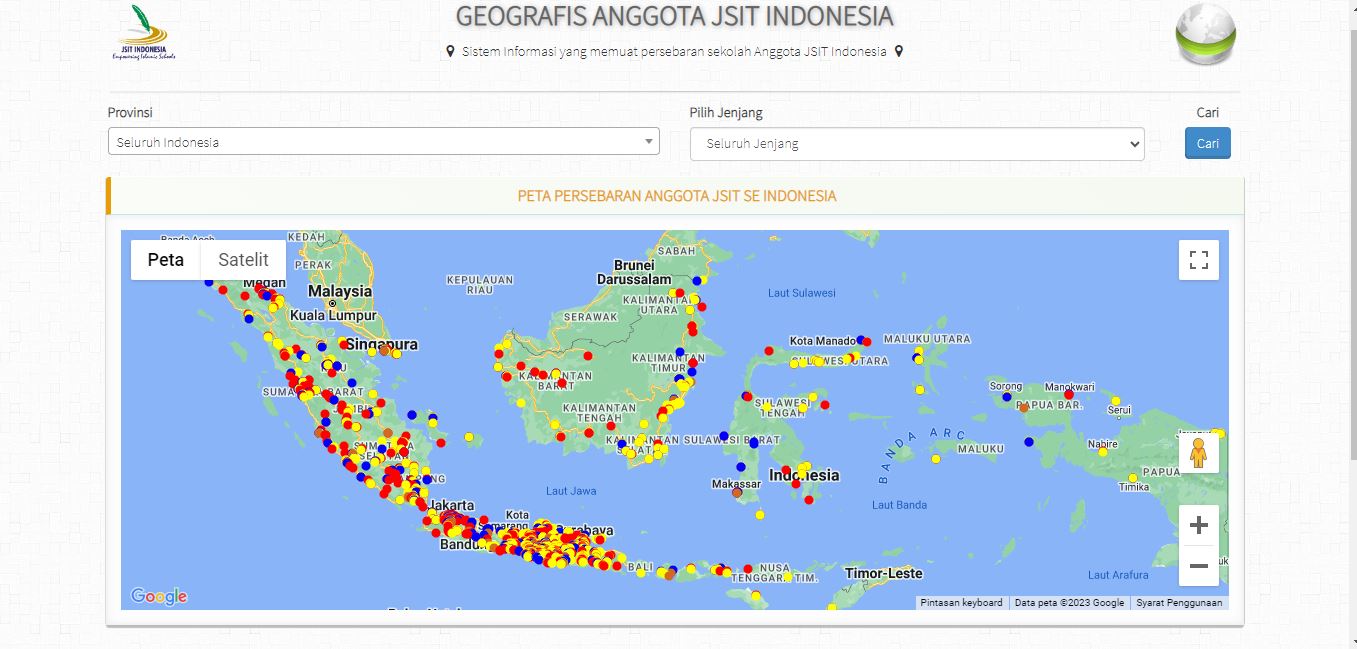 GEOGRAFIS ANGGOTA JSIT INDONESIA
JSIT INDONESIA
Empowering Islamic Schools
Sistem Informasi yang memuat persebaran sekolah Anggota JSIT Indonesia
Provinsi
Pilih Jenjang
Cari
Seluruh Indonesia
Seluruh Jenjang
Cari
PETA PERSEBARAN ANGGOTA JSIT SE INDONESIA
Peta
Satelit
Banda Aceh
KEDAH
PERAK
Medan
Malaysia
Kuala Lumpur
Singapura
KEPULAUAN
RIAU
Brunei
Darussalam
SABAH
SERAWAK
KALIMANTAN
UTARA
Laut Sulawesi
KALIMANTAN
BARAT
KALIMANTAN
TIMUR
KALIMANTAN
TENGAH
KALIMANTAN
SELATAN
Kota Manado
SULAWESI UTARA
MALUKU UTARA
SULAWESI
TENGAH
SULAWESI BARAT
Sorong
Manokwari
PAPUA BAR.
Serui
BANDA ARC
MALUKU
Nabire
PAPUA
Timika
SUMATERA BARAT
JAMBI
SUMATERA
SELATAN
Indonesia
Makassar
Laut Jawa
Laut Banda
Jakarta
Bandung
Kota
Semarang
Surabaya
BALI
NUSA
TENGGARA TIM.
Timor-Leste
Laut Arafura
Google
Pintasan keyboard
Data peta ©2023 Google
Syarat Penggunaan